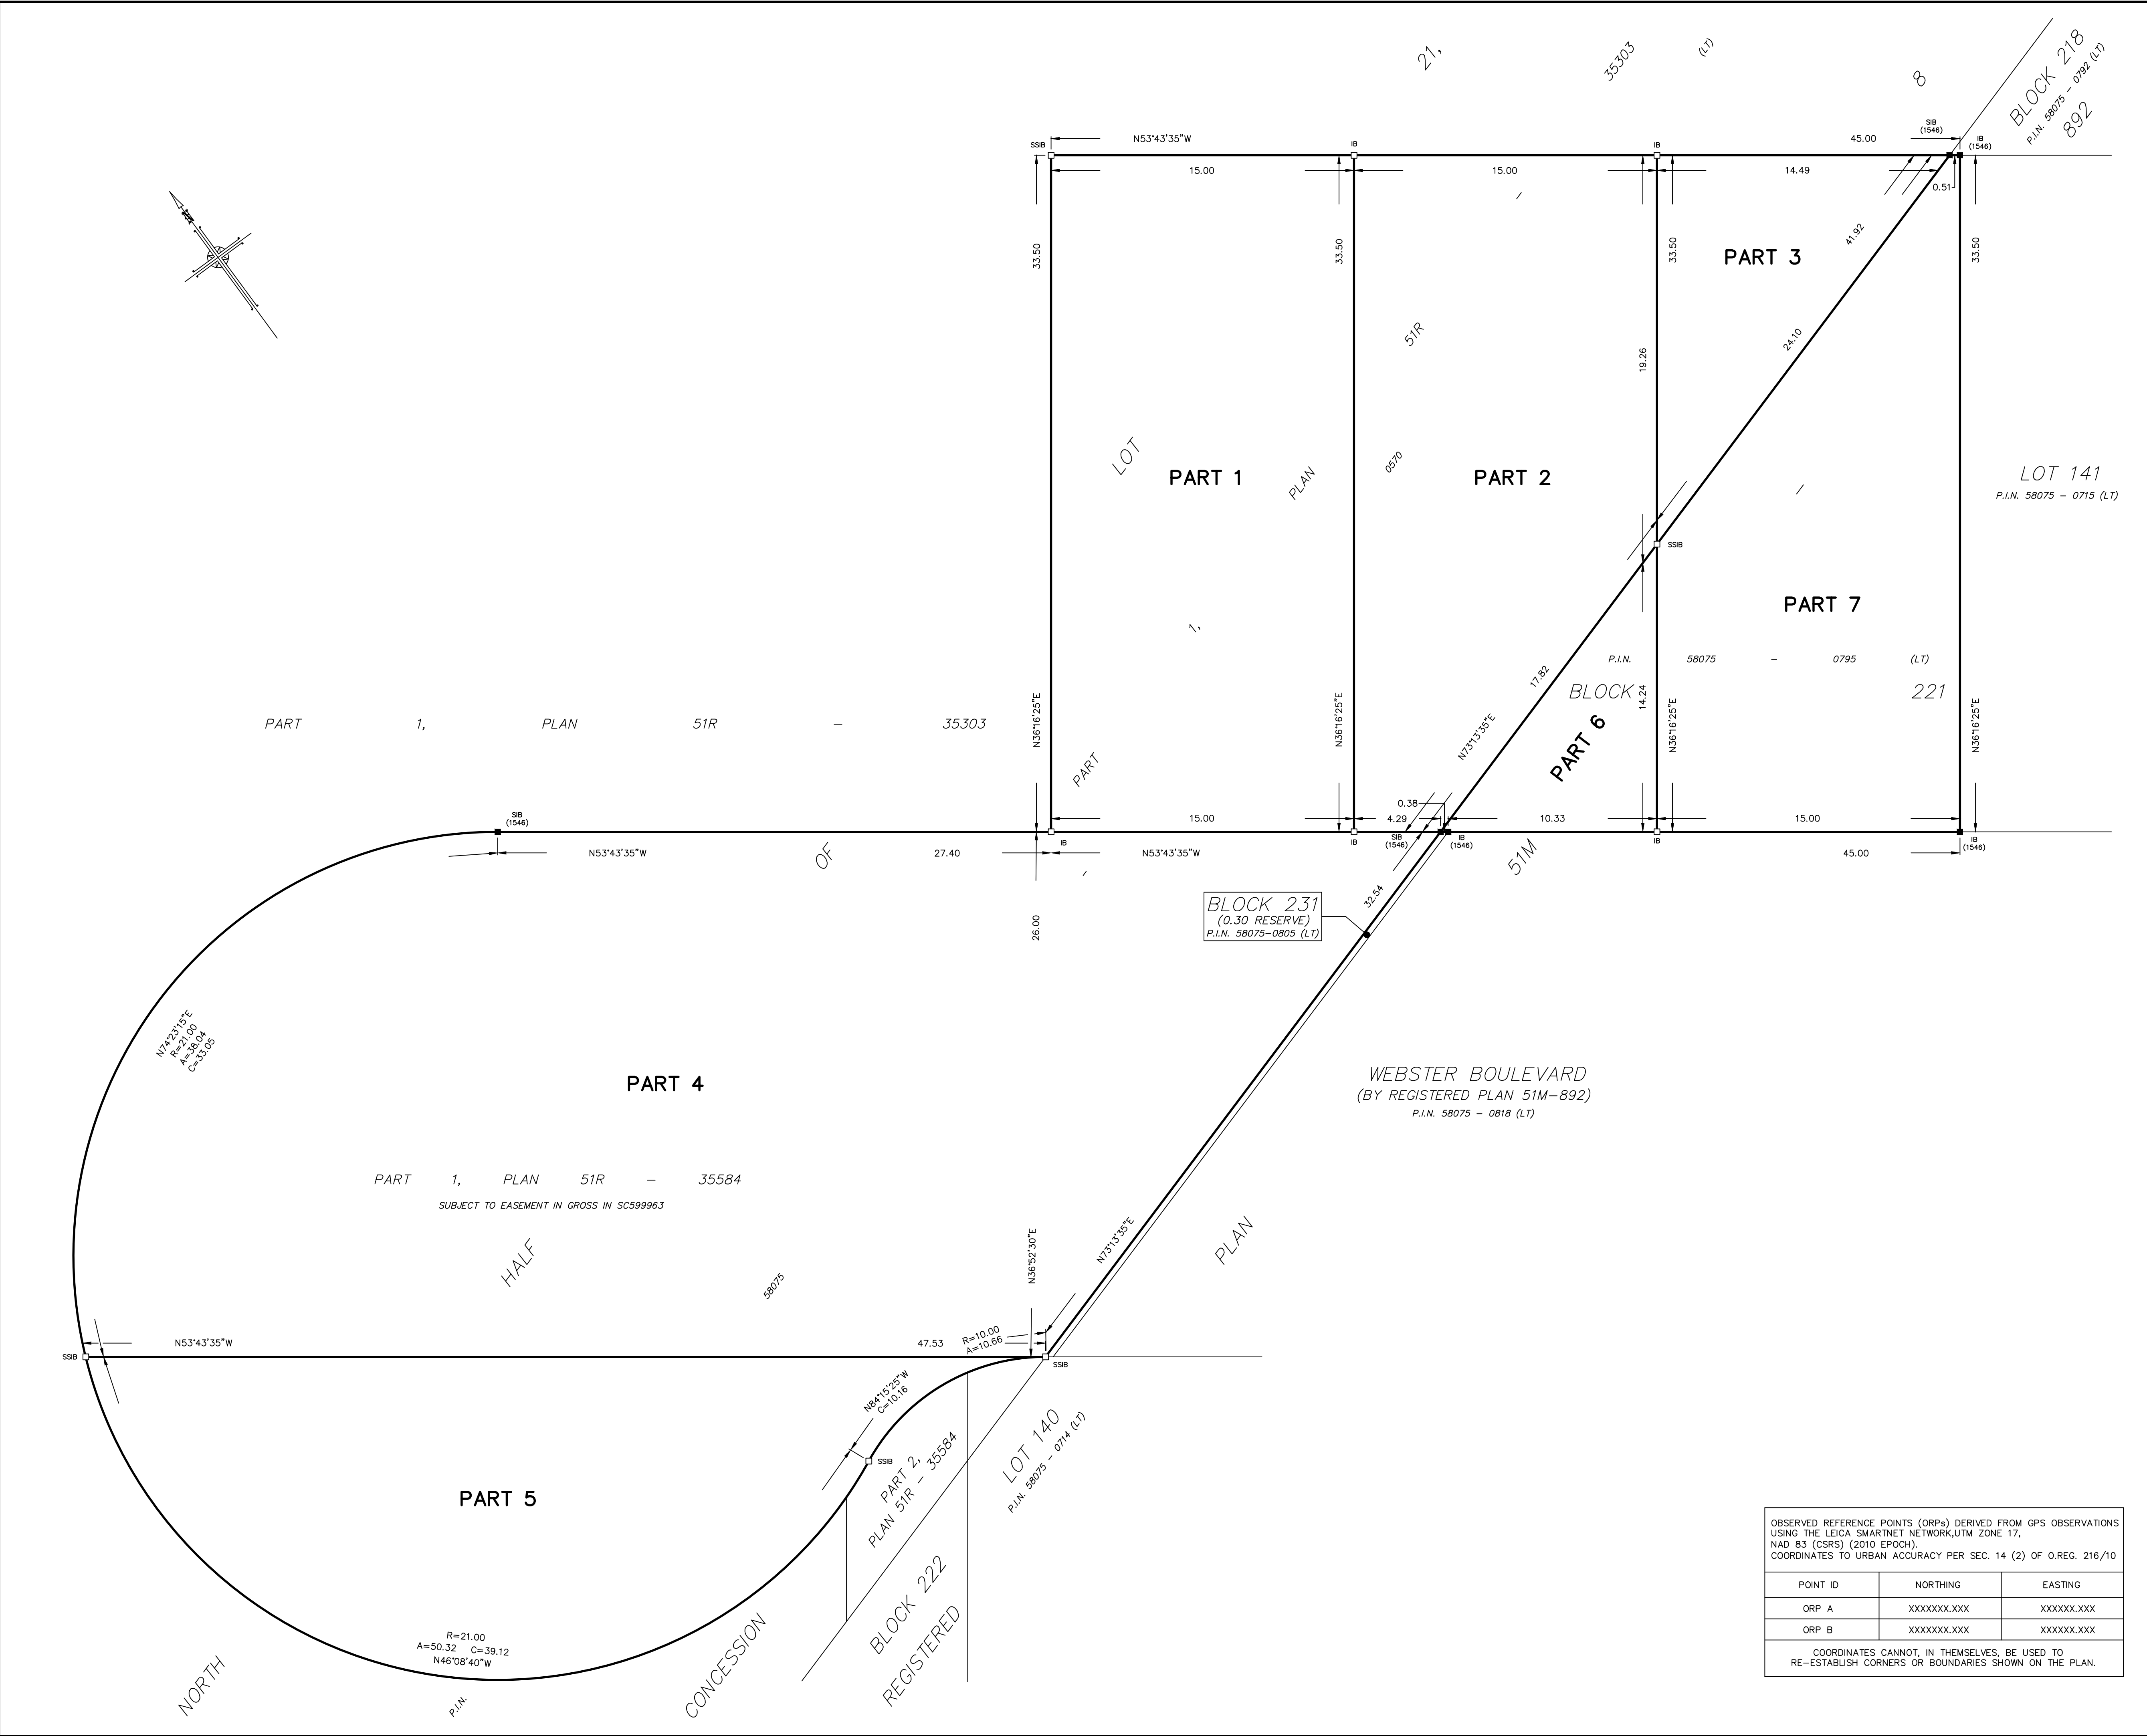 21,
35303
(LT)
8
BLOCK 218
P.I.N. 58075 - 0792 (LT)
892
SSIB
N53°43'35"W
IB
IB
45.00
SIB
(1546)
IB
(1546)
15.00
15.00
14.49
0.51
N
33.50
33.50
33.50
33.50
41.92
PART 3
51R
-
19.26
24.10
LOT
PART 1
PLAN
0570
PART 2
-
LOT 141
P.I.N. 58075 - 0715 (LT)
SSIB
PART 7
1,
P.I.N. 58075 - 0795 (LT)
BLOCK 221
17.82
14.24
PART 6
N36°16'25"E
N36°16'25"E
N73°13'35"E
N36°16'25"E
N36°16'25"E
PART 1, PLAN 51R - 35303
PART
SIB
(1546)
15.00
0.38
4.29
10.33
15.00
IB
IB
SIB
(1546)
IB
(1546)
IB
IB
(1546)
N53°43'35"W
27.40
N53°43'35"W
45.00
OF
-
51M
26.00
32.54
BLOCK 231
(0.30 RESERVE)
P.I.N. 58075-0805 (LT)
N74°23'15"E
R=21.00
A=38.04
C=33.05
PART 4
WEBSTER BOULEVARD
(BY REGISTERED PLAN 51M-892)
P.I.N. 58075 - 0818 (LT)
PART 1, PLAN 51R - 35584
SUBJECT TO EASEMENT IN GROSS IN SC599963
HALF
58075
N36°52'30"E
N73°13'35"E
PLAN
SSIB
N53°43'35"W
47.53
R=10.00
A=10.66
SSIB
N84°15'25"W
C=10.16
SSIB
PART 2,
PLAN 51R - 35584
LOT 140
P.I.N. 58075 - 0714 (LT)
PART 5
BLOCK 222
REGISTERED
R=21.00
A=50.32 C=39.12
N46°08'40"W
NORTH
P.I.N.
CONCESSION
OBSERVED REFERENCE POINTS (ORPs) DERIVED FROM GPS OBSERVATIONS
USING THE LEICA SMARTNET NETWORK,UTM ZONE 17,
NAD 83 (CSRS) (2010 EPOCH).
COORDINATES TO URBAN ACCURACY PER SEC. 14 (2) OF O.REG. 216/10
POINT ID NORTHING EASTING
ORP A XXXXXXX.XXX XXXXXX.XXX
ORP B XXXXXXX.XXX XXXXXX.XXX
COORDINATES CANNOT, IN THEMSELVES, BE USED TO
RE-ESTABLISH CORNERS OR BOUNDARIES SHOWN ON THE PLAN.